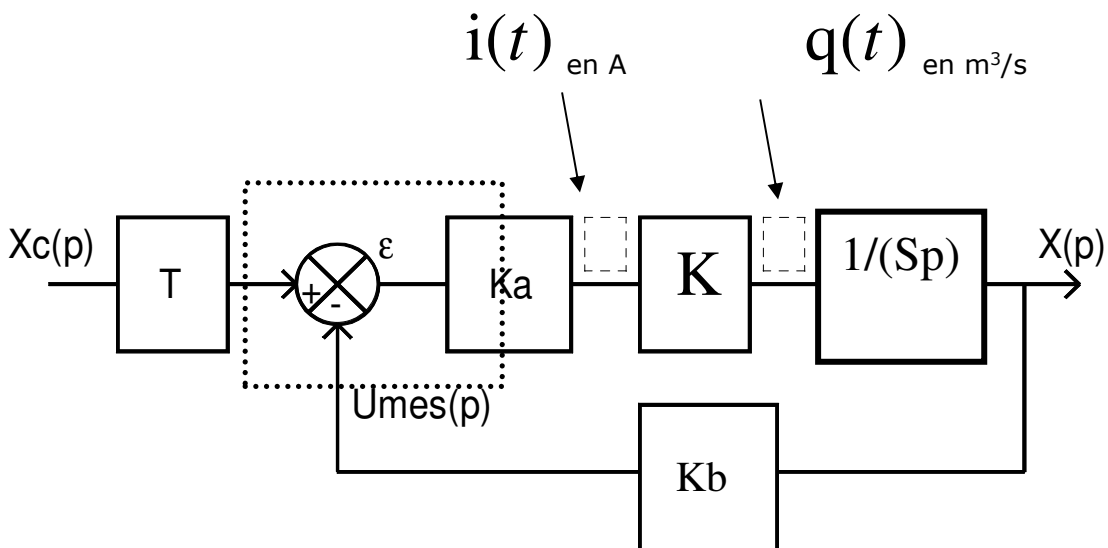 i(t) en A
q(t) en m³/s
Xc(p)
T
+
-
ε
Ka
K
1/(Sp)
X(p)
Umes(p)
Kb